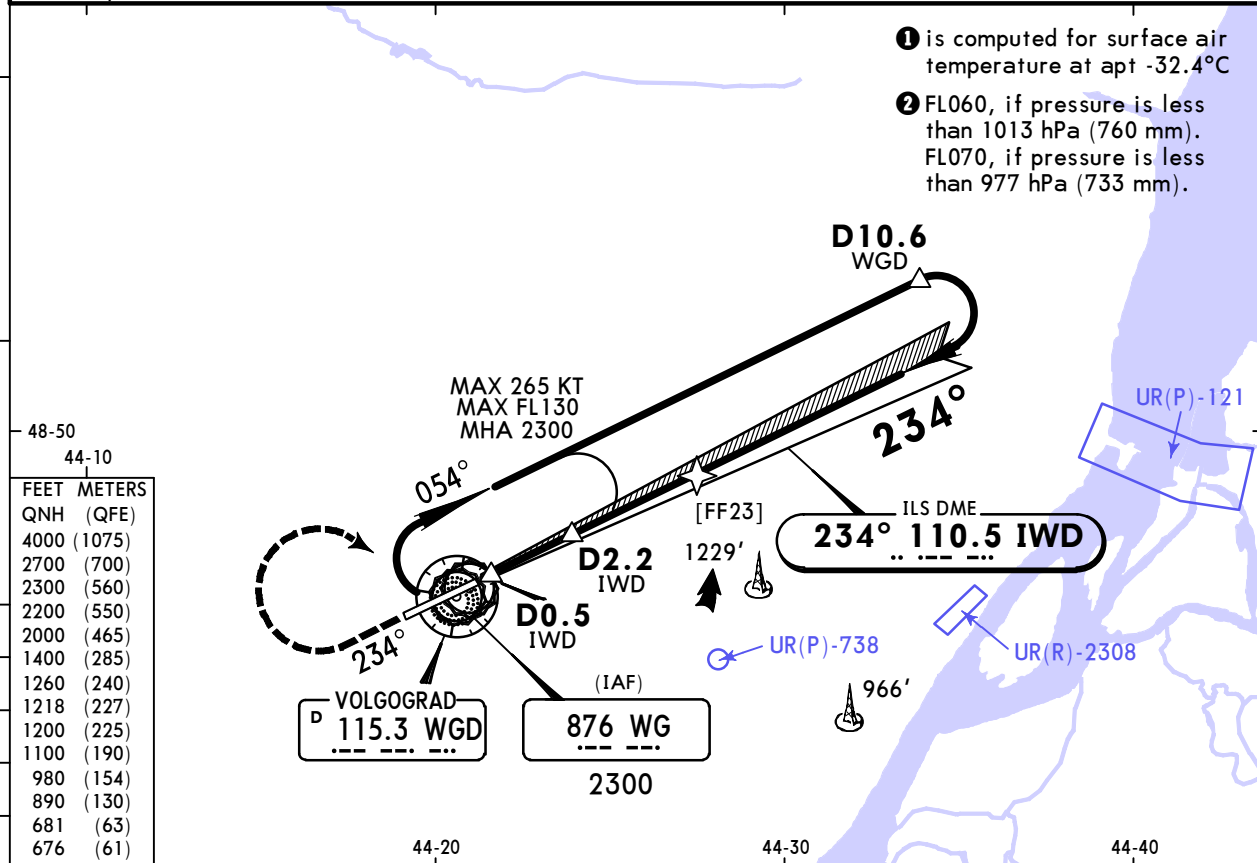 ❶ is computed for surface air
temperature at apt -32.4°C
❷ FL060, if pressure is less
than 1013 hPa (760 mm).
FL070, if pressure is less
than 977 hPa (733 mm).
D10.6
WGD
MAX 265 KT
MAX FL130
MHA 2300
054°
234°
UR(P)-121
48-50
44-10
[FF23]
ILS DME
234° 110.5 IWD
D2.2
IWD
1229'
D0.5
IWD
234°
UR(P)-738
UR(R)-2308
966'
VOLGOGRAD
D 115.3 WGD
(IAF)
876 WG
2300
FEET METERS
QNH (QFE)
4000 (1075)
2700 (700)
2300 (560)
2200 (550)
2000 (465)
1400 (285)
1260 (240)
1218 (227)
1200 (225)
1100 (190)
980 (154)
890 (130)
681 (63)
676 (61)
44-20
44-30
44-40